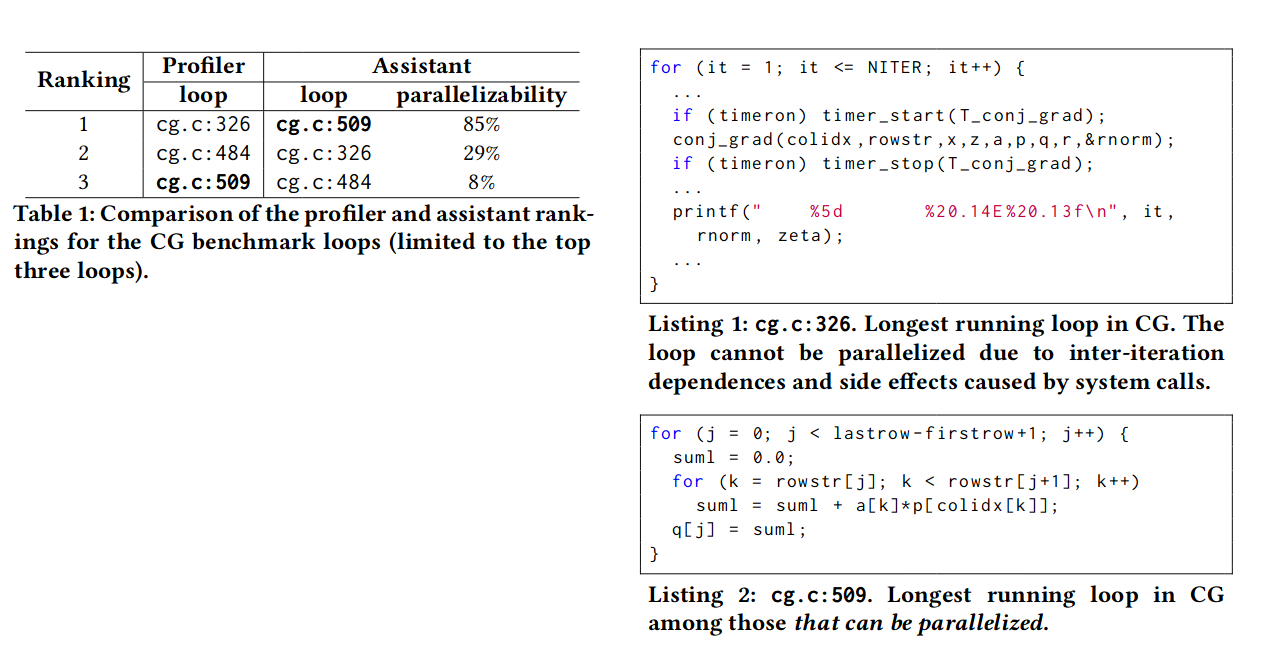 Ranking Profiler Assistant
loop loop parallelizability
1 cg.c:326 cg.c:509 85%
2 cg.c:484 cg.c:326 29%
3 cg.c:509 cg.c:484 8%
Table 1: Comparison of the profiler and assistant rank-
ings for the CG benchmark loops (limited to the top
three loops).
for (it = 1; it <= NITER; it++) {
...
if (timeron) timer_start(T_conj_grad);
conj_grad(colidx,rowstr,x,z,a,p,q,r,&rnorm);
if (timeron) timer_stop(T_conj_grad);
...
printf("    %5d       %20.14E%20.13f\n", it,
rnorm, zeta);
...
}
Listing 1: cg.c:326. Longest running loop in CG. The
loop cannot be parallelized due to inter-iteration
dependences and side effects caused by system calls.
for (j = 0; j < lastrow-firstrow+1; j++) {
suml = 0.0;
for (k = rowstr[j]; k < rowstr[j+1]; k++)
suml = suml + a[k]*p[colidx[k]];
q[j] = suml;
}
Listing 2: cg.c:509. Longest running loop in CG
among those that can be parallelized.